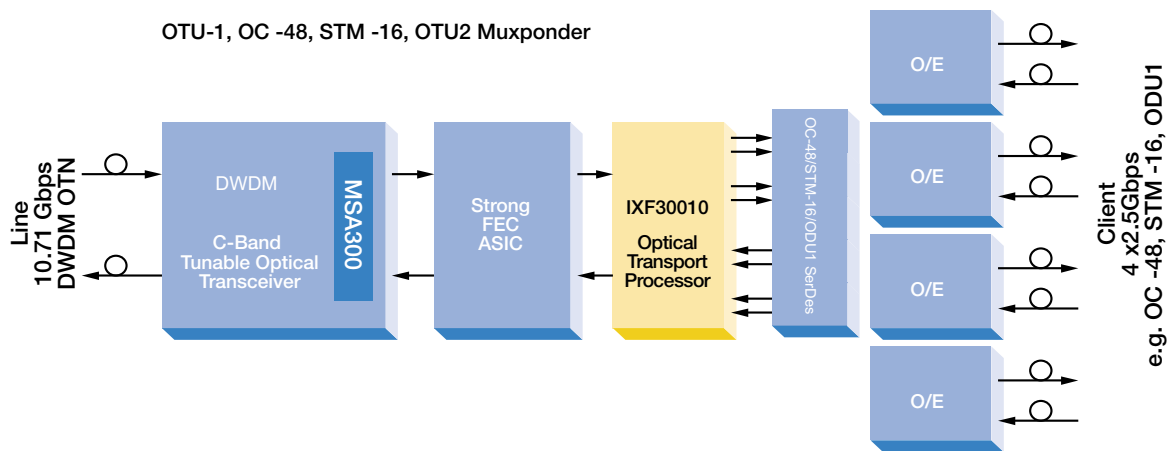 OTU-1, OC -48, STM -16, OTU2 Muxponder
Line
10.71 Gbps
DWDM OTN
DWDM
C-Band
Tunable Optical
Transceiver
MSA300
Strong
FEC
ASIC
IXF30010
Optical
Transport
Processor
OC-48/STM-16/ODU1 SerDes
O/E
O/E
O/E
O/E
Client
4 x2.5Gbps
e.g. OC -48, STM -16, ODU1